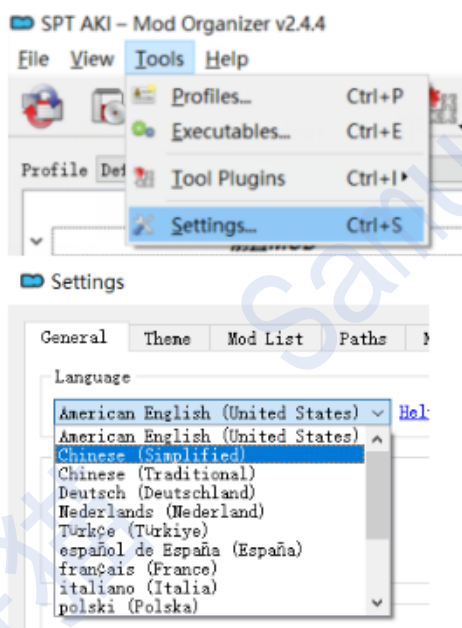 SPT AKI – Mod Organizer v2.4.4
File View Tools Help
Profiles... Ctrl+P
Executables... Ctrl+E
Profile Def
Tool Plugins Ctrl+I
Settings... Ctrl+S
Settings
General Theme Mod List Paths
Language
American English (United States)
American English (United States)
Chinese (Simplified)
Chinese (Traditional)
Deutsch (Deutschland)
Nederlands (Nederland)
Türkçe (Türkiye)
español de España (España)
français (France)
italiano (Italia)
polski (Polska)